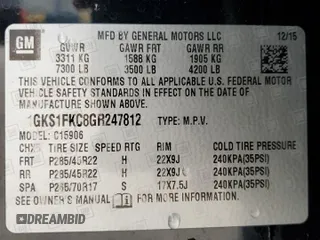 GM
MFD BY GENERAL MOTORS LLC 12/15
GVWR GAWR FRT GAWR RR
3311 KG 1588 KG 1905 KG
7300 LB 3500 LB 4200 LB
THIS VEHICLE CONFORMS TO ALL APPLICABLE U.S. FEDERAL MOTOR
VEHICLE SAFETY STANDARDS IN EFFECT ON THE DATE OF
MANUFACTURE SHOWN ABOVE.
1GKS1FKC8GR247812 TYPE: M.P.V.
MODEL: C15906
TIRE SIZE SPEED RTG RIM COLD TIRE PRESSURE
FRT P285/45R22 H 22X9J 240KPA(35PSI)
RR P285/45R22 H 22X9J 240KPA(35PSI)
SPA P265/70R17 S 17X7.5J 240KPA(35PSI)
SEE OWNER'S MANUAL FOR ADDITIONAL INFORMATION.
DREAMBID